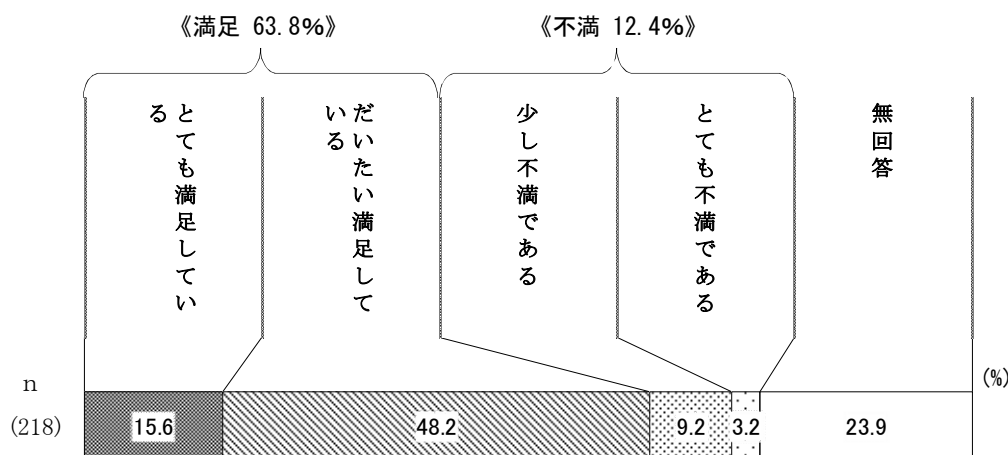 《満足 63.8%》
《不満 12.4%》
とても満足してい
る
だいたい満足して
いる
少し不満である
とても不満である
無回答
n
(%)
(218)
15.6
48.2
9.2
3.2
23.9